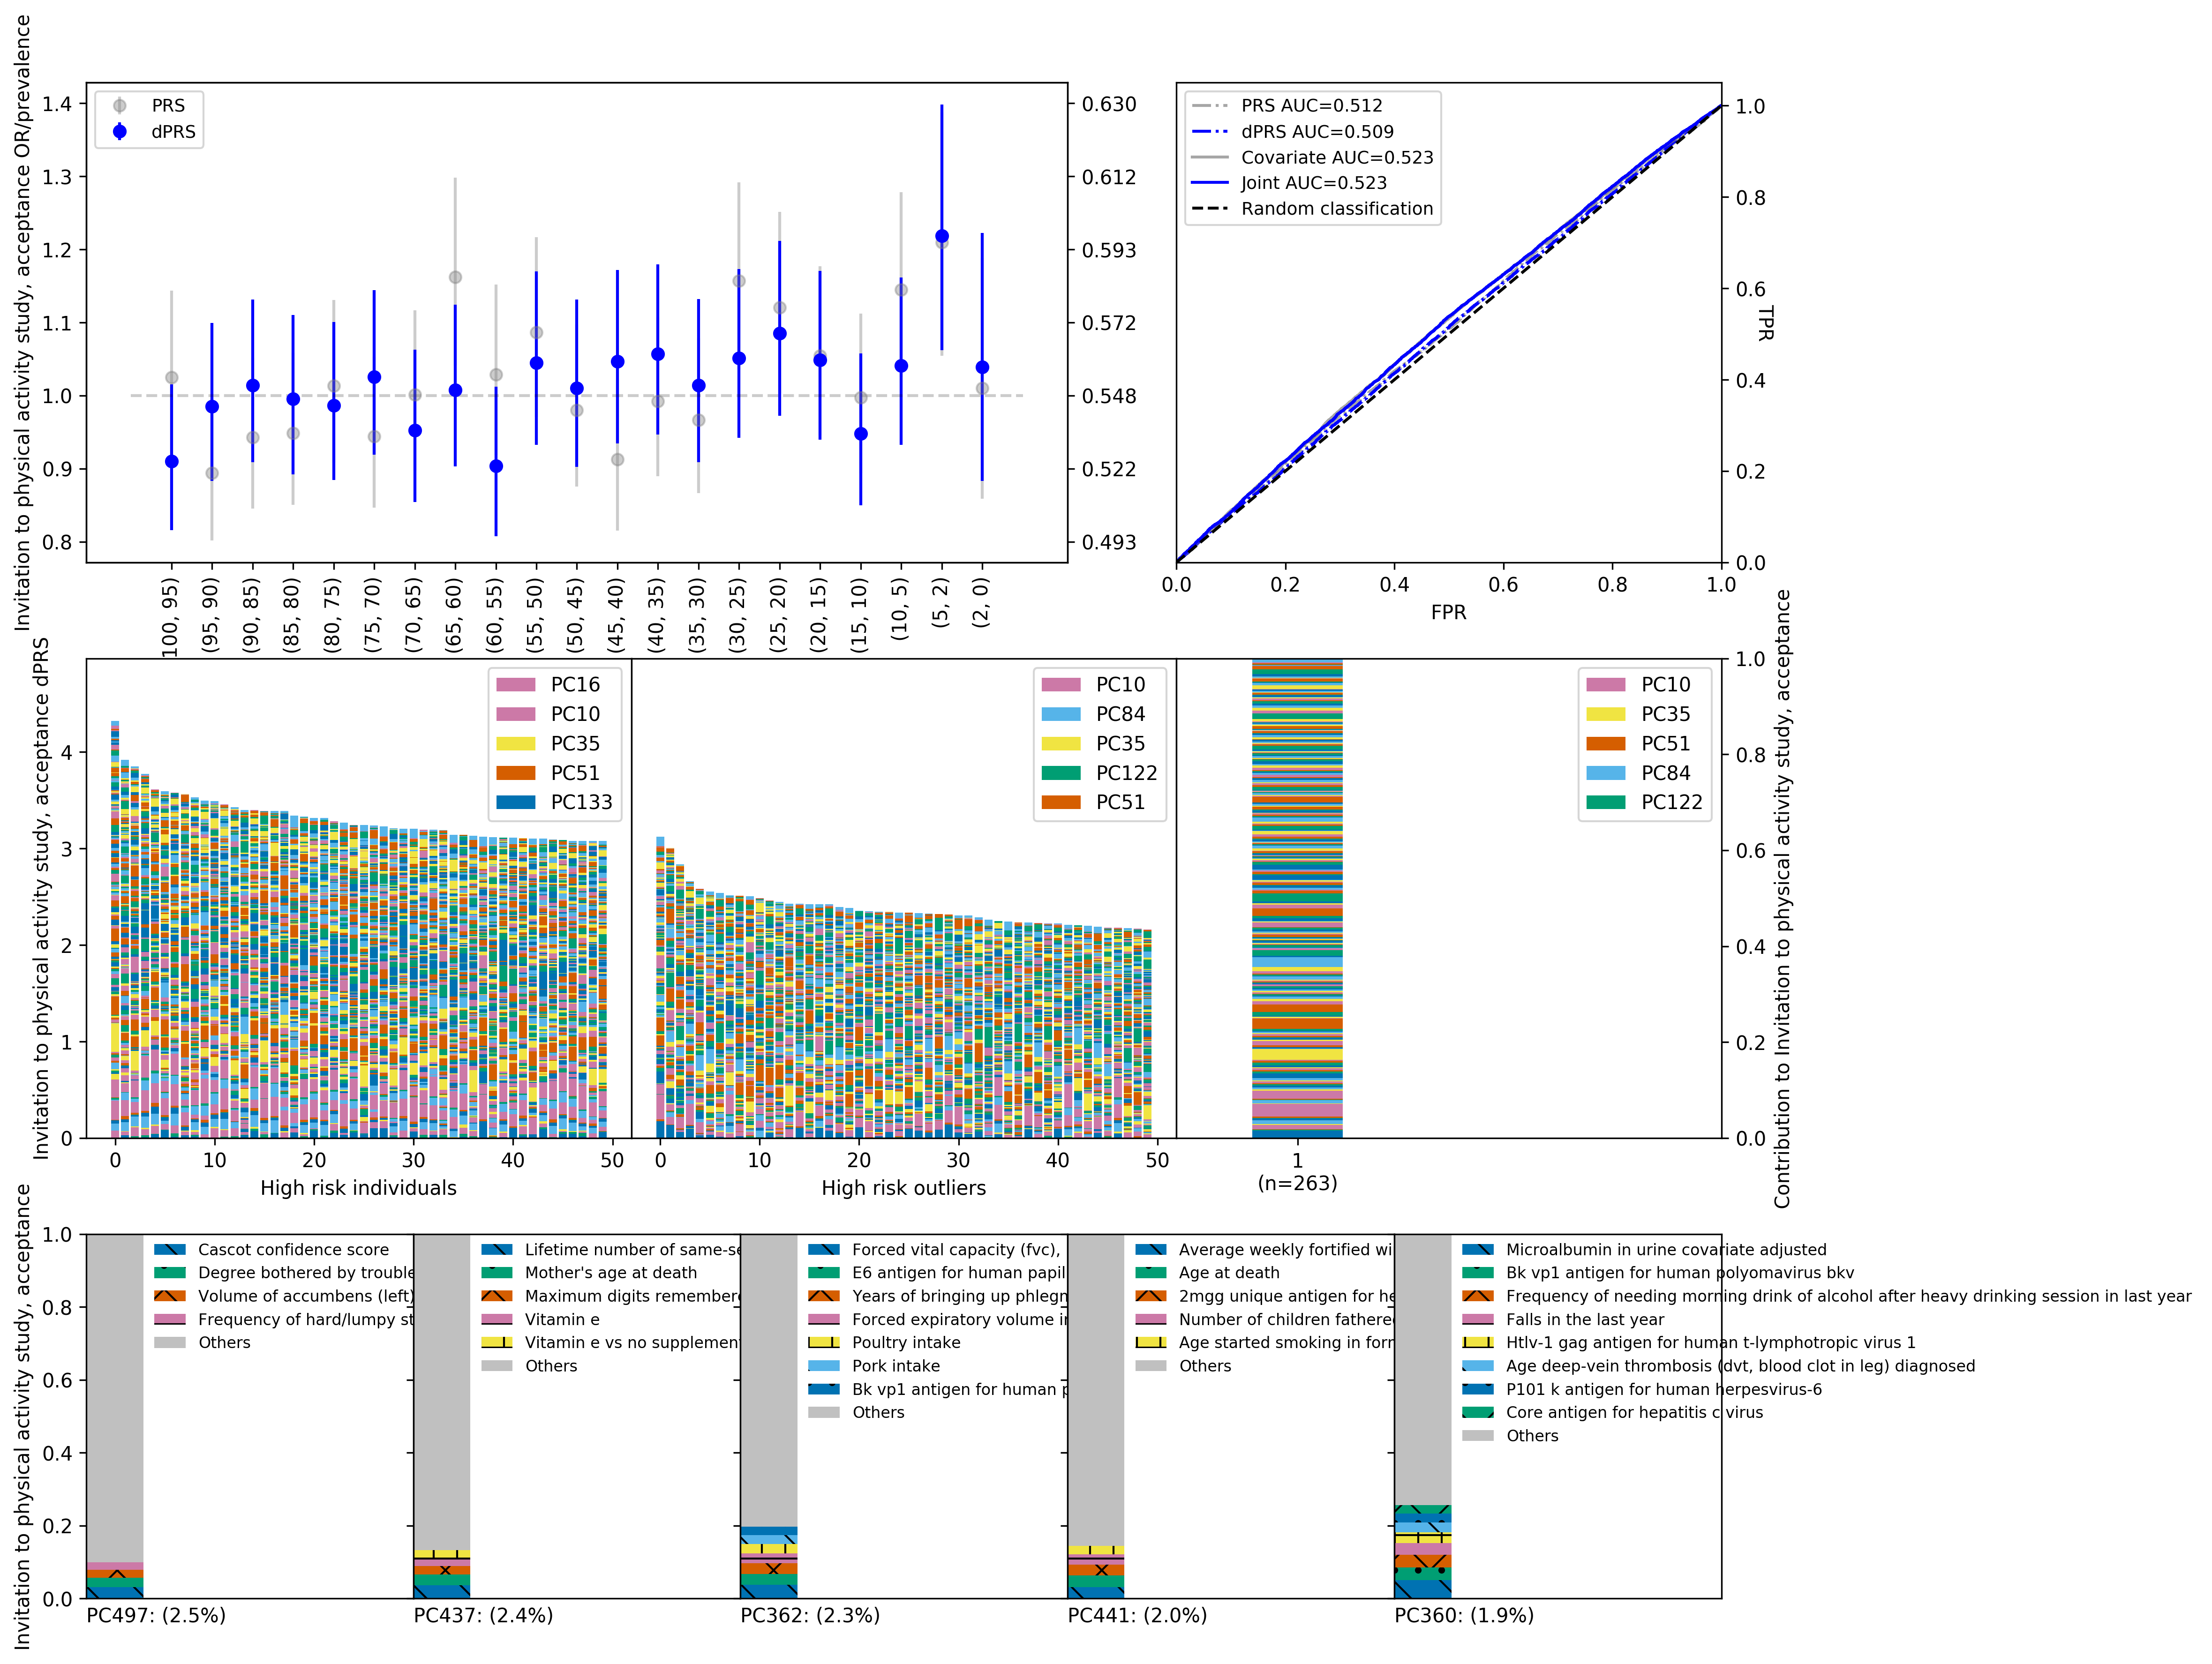 Invitation to physical activity study, acceptance OR/prevalence
1.4
1.3
1.2
1.1
1.0
0.9
0.8
PRS
dPRS
0.630
0.612
0.593
0.572
0.548
0.522
0.493
100, 95)
(95, 90)
(90, 85)
(85, 80)
(80, 75)
(75, 70)
(70, 65)
(65, 60)
(60, 55)
(55, 50)
(50, 45)
(45, 40)
(40, 35)
(35, 30)
(30, 25)
(25, 20)
(20, 15)
(15, 10)
(10, 5)
(5, 2)
(2, 0)
PRS AUC=0.512
dPRS AUC=0.509
Covariate AUC=0.523
Joint AUC=0.523
Random classification
1.0
0.8
0.6
0.4
0.2
0.0
TPR
0.0 0.2 0.4 0.6 0.8 1.0
FPR
Invitation to physical activity study, acceptance dPRS
4
3
2
1
0
PC16
PC10
PC35
PC51
PC133
0 10 20 30 40 50
High risk individuals
PC10
PC84
PC35
PC122
PC51
0 10 20 30 40 50
High risk outliers
PC10
PC35
PC51
PC84
PC122
1
(n=263)
1.0
0.8
0.6
0.4
0.2
0.0
Contribution to Invitation to physical activity study, acceptance
Invitation to physical activity study, acceptance
1.0
0.8
0.6
0.4
0.2
0.0
Cascot confidence score
Degree bothered by trouble
Volume of accumbens (left)
Frequency of hard/lumpy st
Others
PC497: (2.5%)
Lifetime number of same-se
Mother's age at death
Maximum digits remembere
Vitamin e
Vitamin e vs no supplemen
Others
PC437: (2.4%)
Forced vital capacity (fvc),
E6 antigen for human papil
Years of bringing up phlegn
Forced expiratory volume i
Poultry intake
Pork intake
Bk vp1 antigen for human p
Others
PC362: (2.3%)
Average weekly fortified wi
Age at death
2mgg unique antigen for he
Number of children fathere
Age started smoking in forn
Others
PC441: (2.0%)
Microalbumin in urine covariate adjusted
Bk vp1 antigen for human polyomavirus bkv
Frequency of needing morning drink of alcohol after heavy drinking session in last year
Falls in the last year
Htlv-1 gag antigen for human t-lymphotropic virus 1
Age deep-vein thrombosis (dvt, blood clot in leg) diagnosed
P101 k antigen for human herpesvirus-6
Core antigen for hepatitis c virus
Others
PC360: (1.9%)